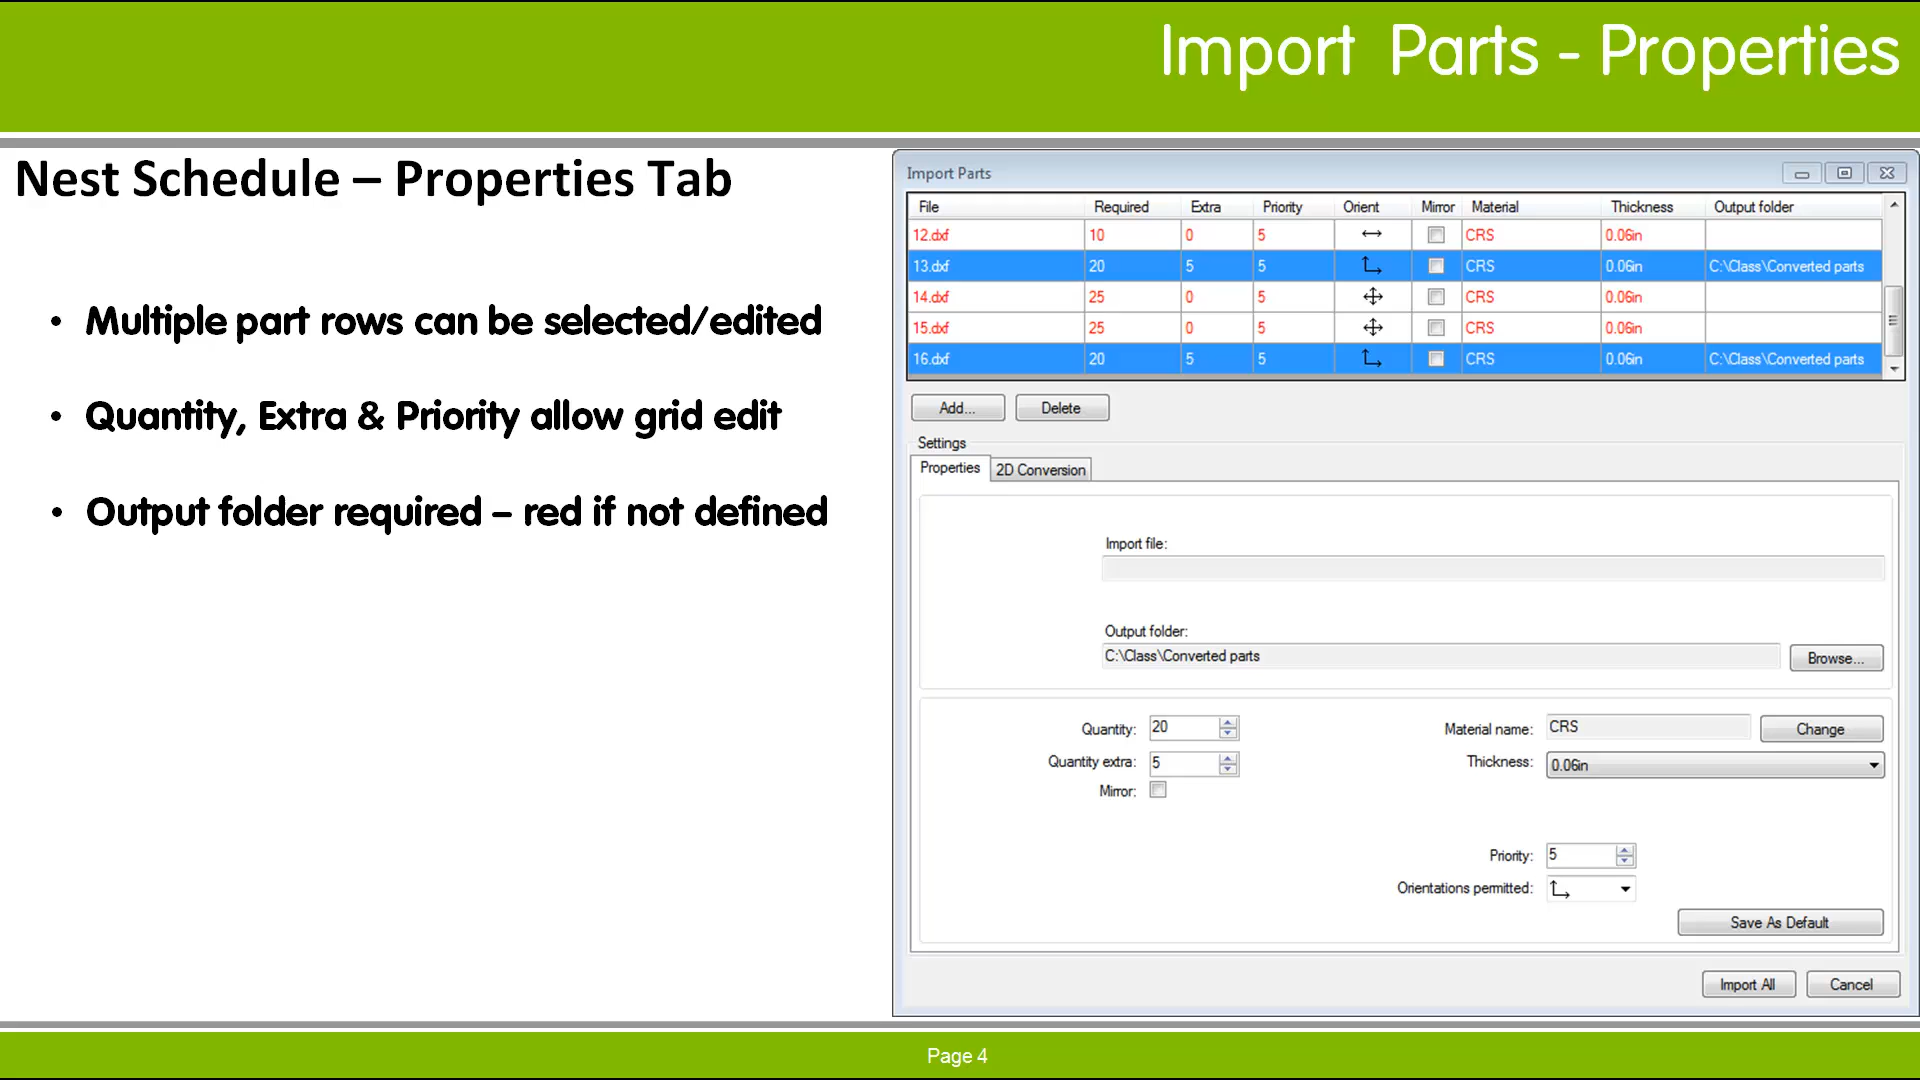 Import Parts - Properties
Nest Schedule – Properties Tab
• Multiple part rows can be selected/edited
• Quantity, Extra & Priority allow grid edit
• Output folder required – red if not defined
Import Parts
File Required Extra Priority Orient Mirror Material Thickness Output folder
12.dxf 10 0 5 CRS 0.06in
13.dxf 20 5 5 CRS 0.06in C:\Class\Converted parts
14.dxf 25 0 5 CRS 0.06in
15.dxf 25 0 5 CRS 0.06in
16.dxf 20 5 5 CRS 0.06in C:\Class\Converted parts
Add... Delete
Settings
Properties 2D Conversion
Import file:
Output folder:
C:\Class\Converted parts Browse...
Quantity: 20 Material name: CRS Change
Quantity extra: 5 Thickness: 0.06in
Mirror:
Priority: 5
Orientations permitted:
Save As Default
Import All Cancel
Page 4